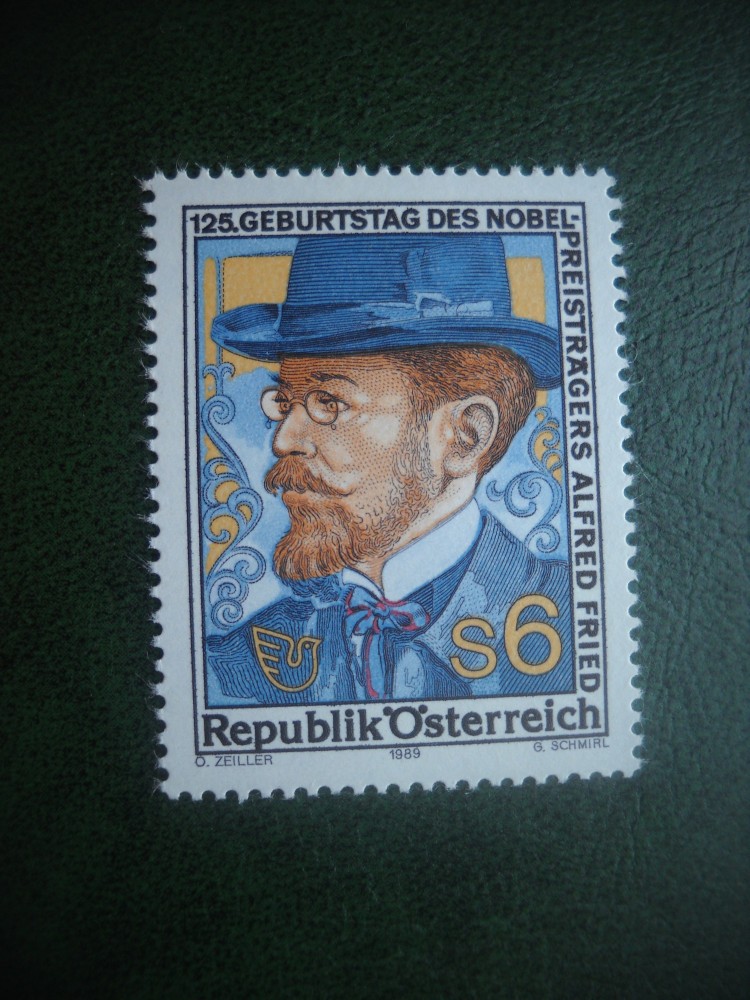 125.GEBURTSTAG DES NOBEL-
PREISTRÄGERS ALFRED FRIED
S6
Republik Österreich
O. ZEILLER
1989
G. SCHMIRL